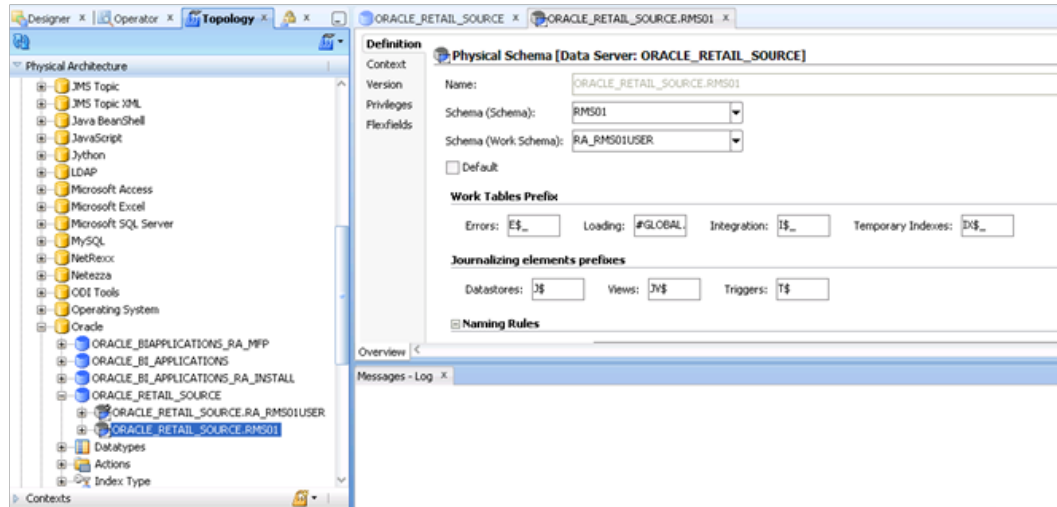 Designer × Operator × Topology × ×
Physical Architecture
JMS Topic
JMS Topic XML
Java BeanShell
JavaScript
Jython
LDAP
Microsoft Access
Microsoft Excel
Microsoft SQL Server
MySQL
NetRexx
Netezza
ODI Tools
Operating System
Oracle
ORACLE_BIAPPLICATIONS_RA_MFP
ORACLE_BI_APPLICATIONS
ORACLE_BI_APPLICATIONS_RA_INSTALL
ORACLE_RETAIL_SOURCE
ORACLE_RETAIL_SOURCE.RA_RMS01USER
ORACLE_RETAIL_SOURCE.RMS01
Datatypes
Actions
Index Type
Contexts
ORACLE_RETAIL_SOURCE × ORACLE_RETAIL_SOURCE.RMS01 ×
Definition
Context
Version
Privileges
Flexfields
Physical Schema [Data Server: ORACLE_RETAIL_SOURCE]
Name: ORACLE_RETAIL_SOURCE.RMS01
Schema (Schema): RMS01
Schema (Work Schema): RA_RMS01USER
Default
Work Tables Prefix
Errors: E$_ Loading: #GLOBAL. Integration: I$_ Temporary Indexes: IX$_
Journalizing elements prefixes
Datastores: J$ Views: JV$ Triggers: T$
Naming Rules
Overview
Messages - Log ×